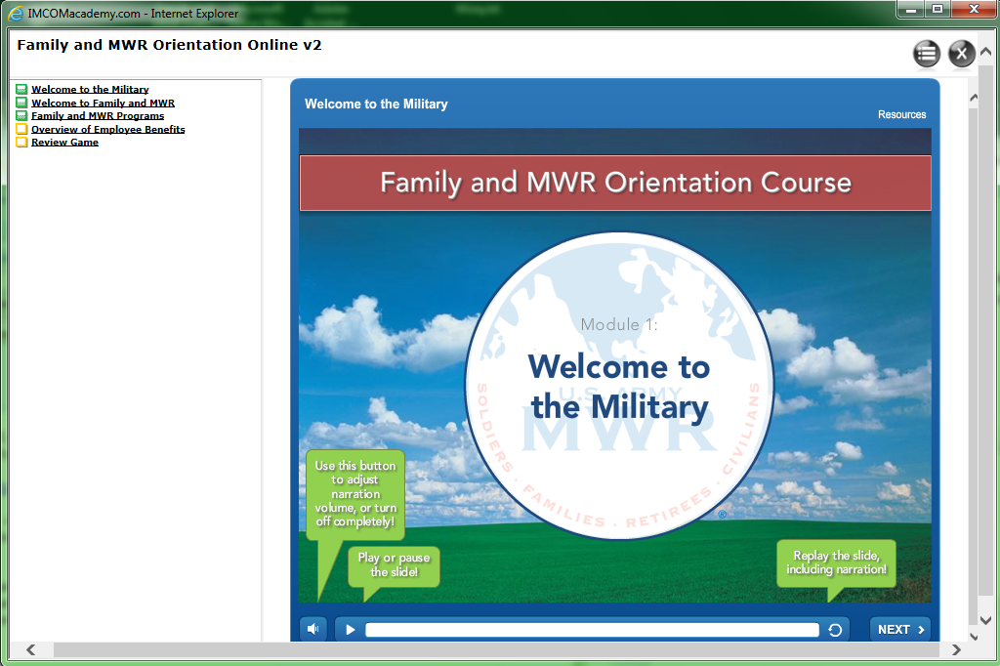 IMCOMacademy.com - Internet Explorer
Family and MWR Orientation Online v2
Welcome to the Military
Welcome to Family and MWR
Family and MWR Programs
Overview of Employee Benefits
Review Game
Welcome to the Military
Resources
Family and MWR Orientation Course
Module 1:
Welcome to
the Military
U.S. ARMY
MWR
SOLDIERS · FAMILIES · RETIREES · CIVILIANS
®
Use this button
to adjust
narration
volume, or turn
off completely!
Play or pause
the slide!
Replay the slide,
including narration!
NEXT